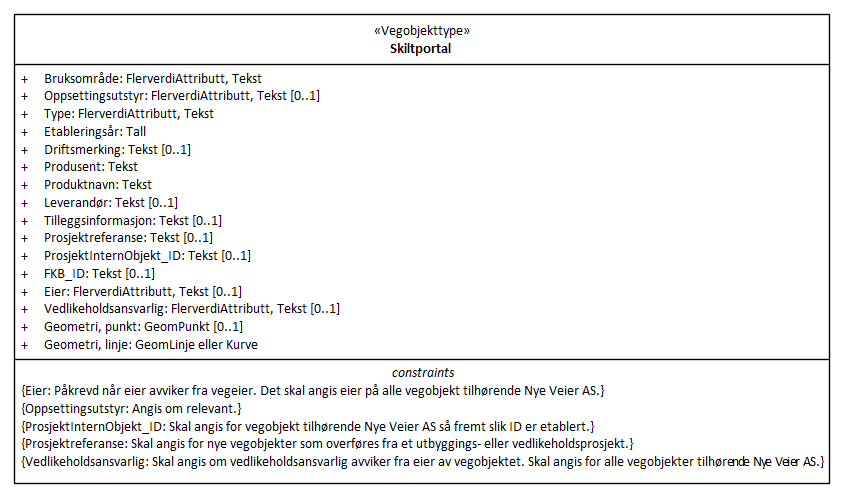 «Vegobjekttype»
Skiltportal
+ Bruksområde: FlerverdiAttributt, Tekst
+ Oppsettingsutstyr: FlerverdiAttributt, Tekst [0..1]
+ Type: FlerverdiAttributt, Tekst
+ Etableringsår: Tall
+ Driftsmerking: Tekst [0..1]
+ Produsent: Tekst
+ Produktnavn: Tekst
+ Leverandør: Tekst [0..1]
+ Tilleggsinformasjon: Tekst [0..1]
+ Prosjektreferanse: Tekst [0..1]
+ ProsjektInternObjekt_ID: Tekst [0..1]
+ FKB_ID: Tekst [0..1]
+ Eier: FlerverdiAttributt, Tekst [0..1]
+ Vedlikeholdsansvarlig: FlerverdiAttributt, Tekst [0..1]
+ Geometri, punkt: GeomPunkt [0..1]
+ Geometri, linje: GeomLinje eller Kurve
constraints
{Eier: Påkrevd når eier avviker fra vegeier. Det skal angis eier på alle vegobjekt tilhørende Nye Veier AS.}
{Oppsettingsutstyr: Angis om relevant.}
{ProsjektInternObjekt_ID: Skal angis for vegobjekt tilhørende Nye Veier AS så fremt slik ID er etablert.}
{Prosjektreferanse: Skal angis for nye vegobjekter som overføres fra et utbyggings- eller vedlikeholdsprosjekt.}
{Vedlikeholdsansvarlig: Skal angis om vedlikeholdsansvarlig avviker fra eier av vegobjektet. Skal angis for alle vegobjekter tilhørende Nye Veier AS.}